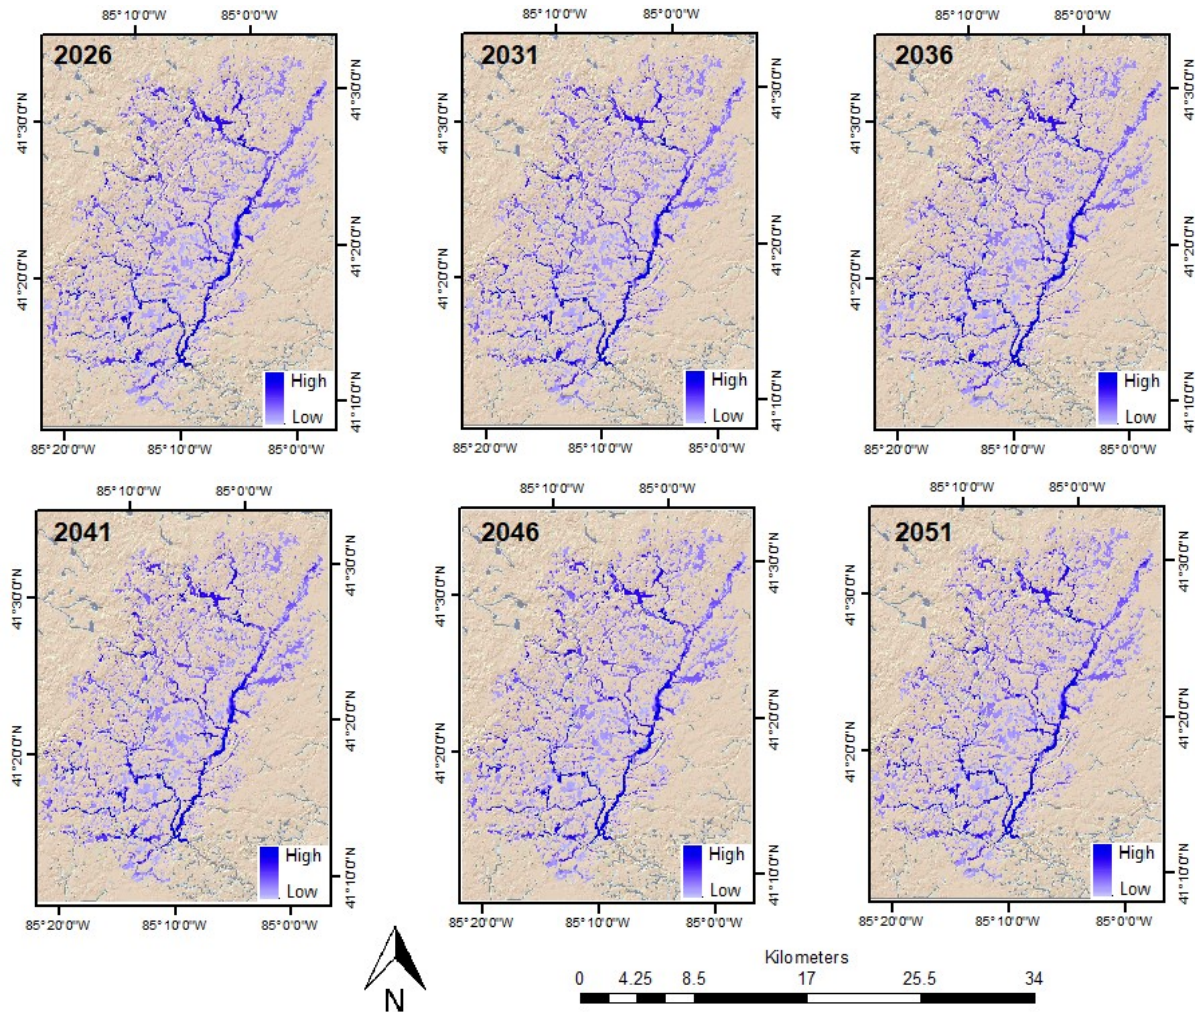 85°10'0"W 85°0'0"W 85°10'0"W 85°0'0"W 85°10'0"W 85°0'0"W
2026 2031 2036
41°30'0"N 41°30'0"N 41°30'0"N 41°30'0"N 41°30'0"N 41°30'0"N
41°20'0"N 41°20'0"N 41°20'0"N 41°20'0"N 41°20'0"N 41°20'0"N
High High High
Low Low Low
41°10'0"N 41°10'0"N 41°10'0"N
85°20'0"W 85°10'0"W 85°0'0"W 85°20'0"W 85°10'0"W 85°0'0"W 85°20'0"W 85°10'0"W 85°0'0"W
85°10'0"W 85°0'0"W 85°10'0"W 85°0'0"W 85°10'0"W 85°0'0"W
2041 2046 2051
41°30'0"N 41°30'0"N 41°30'0"N 41°30'0"N 41°30'0"N 41°30'0"N
41°20'0"N 41°20'0"N 41°20'0"N 41°20'0"N 41°20'0"N 41°20'0"N
High High High
Low Low Low
41°10'0"N 41°10'0"N 41°10'0"N
85°20'0"W 85°10'0"W 85°0'0"W 85°20'0"W 85°10'0"W 85°0'0"W 85°20'0"W 85°10'0"W 85°0'0"W
N
Kilometers
0 4.25 8.5 17 25.5 34